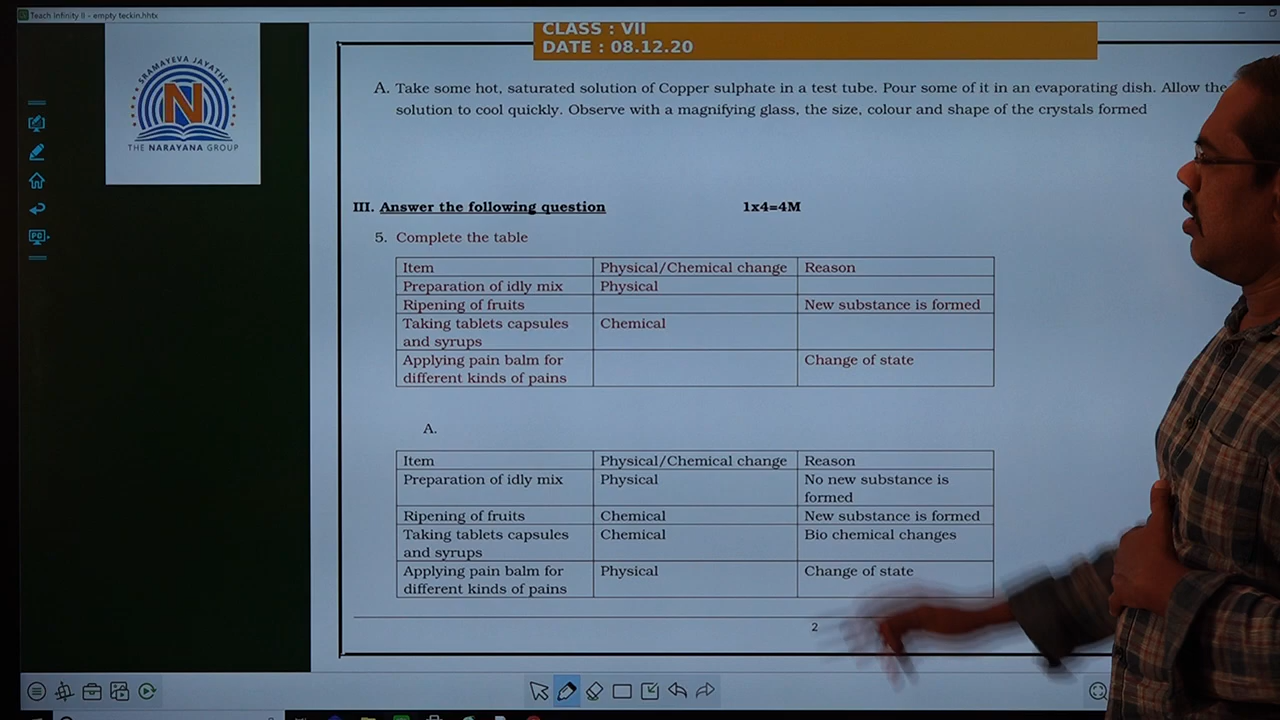 Teach Infinity II - empty teckin.hhtx
CLASS : VII
DATE : 08.12.20
SRAMAYEVA JAYATHE
N
THE NARAYANA GROUP
A. Take some hot, saturated solution of Copper sulphate in a test tube. Pour some of it in an evaporating dish. Allow the
solution to cool quickly. Observe with a magnifying glass, the size, colour and shape of the crystals formed
III. Answer the following question 1x4=4M
5. Complete the table
Item Physical/Chemical change Reason
Preparation of idly mix Physical
Ripening of fruits New substance is formed
Taking tablets capsules Chemical
and syrups
Applying pain balm for Change of state
different kinds of pains
A.
Item Physical/Chemical change Reason
Preparation of idly mix Physical No new substance is
formed
Ripening of fruits Chemical New substance is formed
Taking tablets capsules Chemical Bio chemical changes
and syrups
Applying pain balm for Physical Change of state
different kinds of pains
2
PC